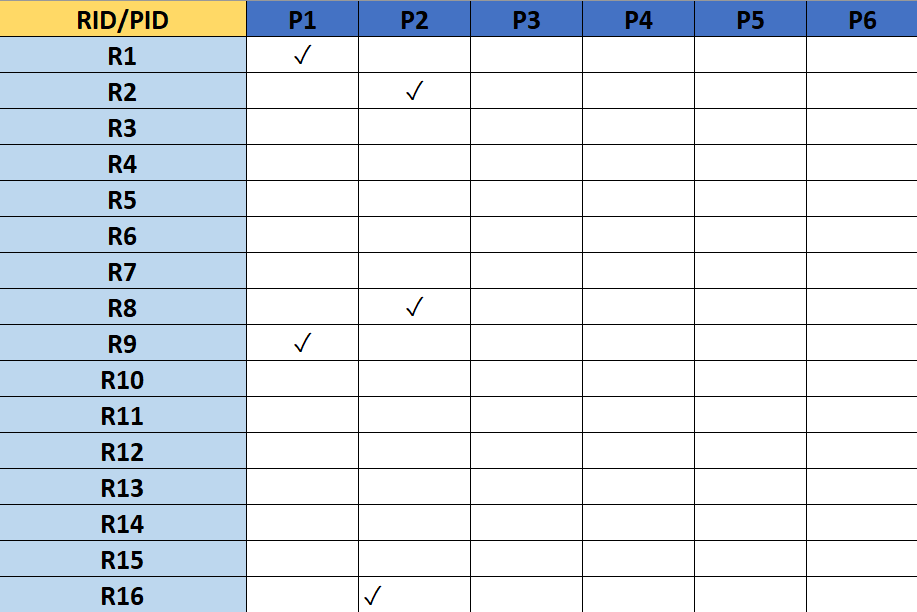 RID/PID P1 P2 P3 P4 P5 P6
R1 ✓
R2 ✓
R3
R4
R5
R6
R7
R8 ✓
R9 ✓
R10
R11
R12
R13
R14
R15
R16 ✓